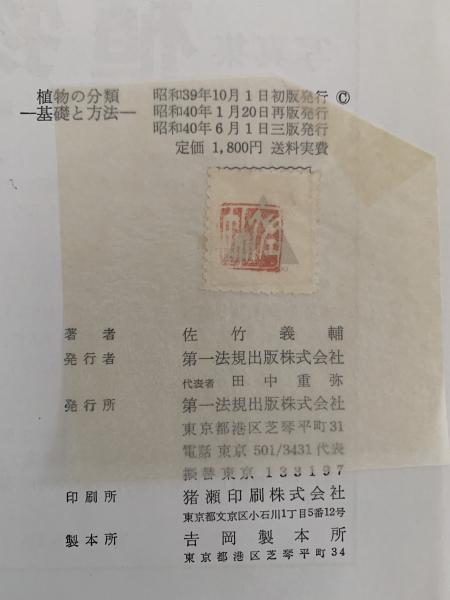 植物の分類 昭和39年10月1日初版発行 ©
―基礎と方法― 昭和40年1月20日再版発行
昭和40年6月1日三版発行
定価 1,800円 送料実費
著者 佐竹義輔
発行者 第一法規出版株式会社
代表者 田中重弥
発行所 第一法規出版株式会社
東京都港区芝琴平町31
電話 東京 501/3431 代表
振替東京 133197
印刷所 猪瀬印刷株式会社
東京都文京区小石川1丁目5番12号
製本所 吉岡製本所
東京都港区芝琴平町34